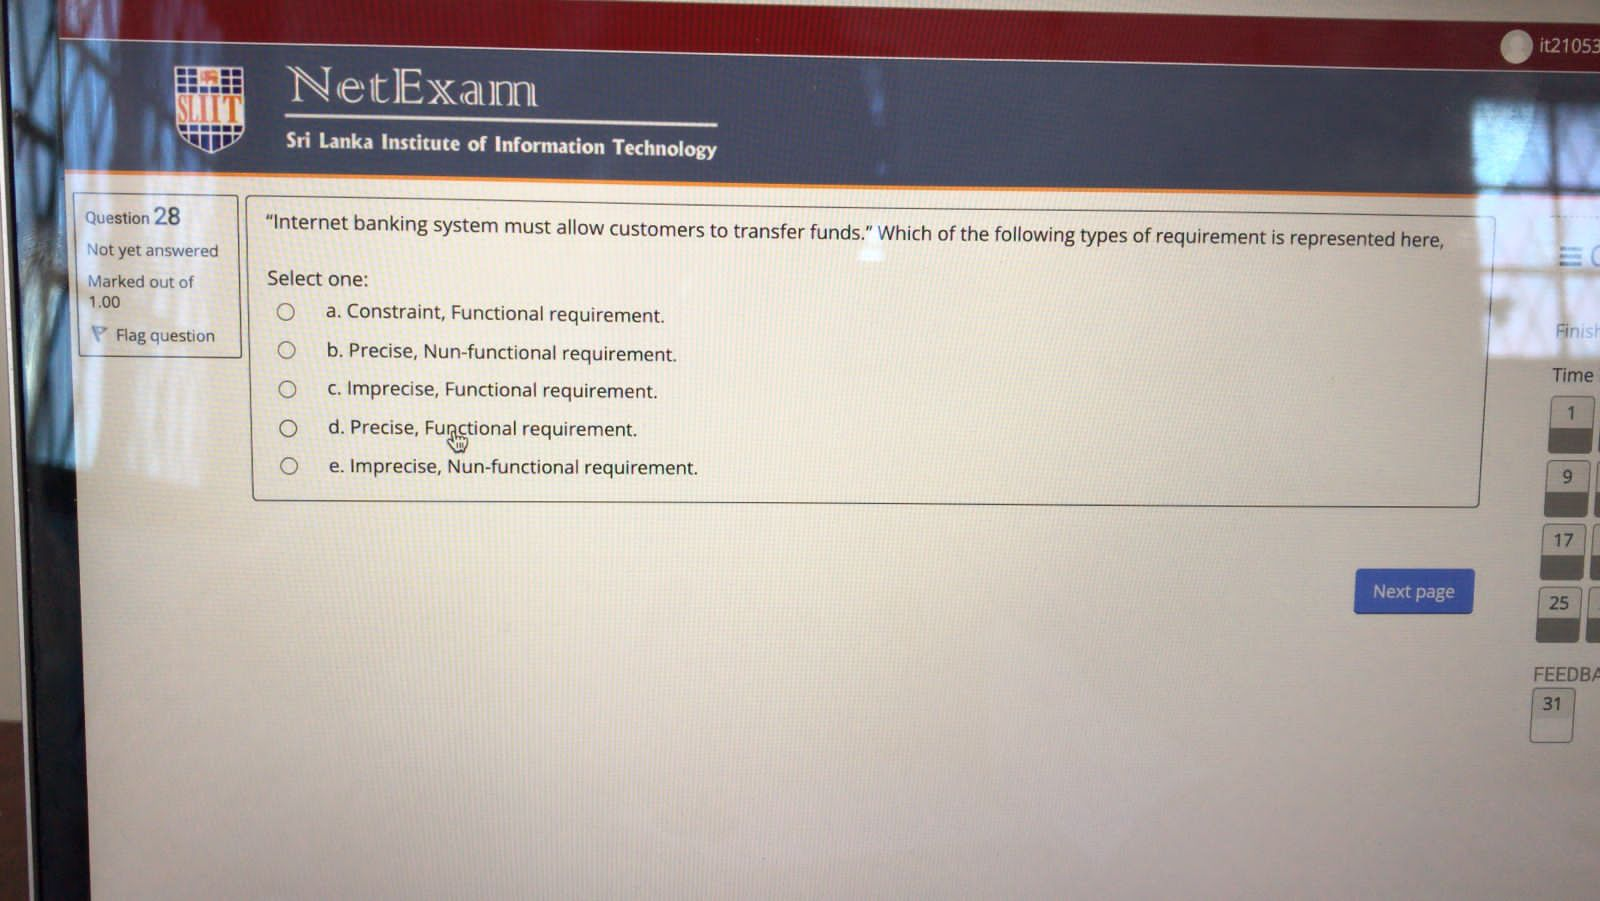 it21053
SLIIT
NetExam
Sri Lanka Institute of Information Technology
Question 28
Not yet answered
Marked out of
1.00
Flag question
“Internet banking system must allow customers to transfer funds.” Which of the following types of requirement is represented here,
Select one:
a. Constraint, Functional requirement.
b. Precise, Nun-functional requirement.
c. Imprecise, Functional requirement.
d. Precise, Functional requirement.
e. Imprecise, Nun-functional requirement.
Next page
Finish
Time
1
9
17
25
FEEDBA
31